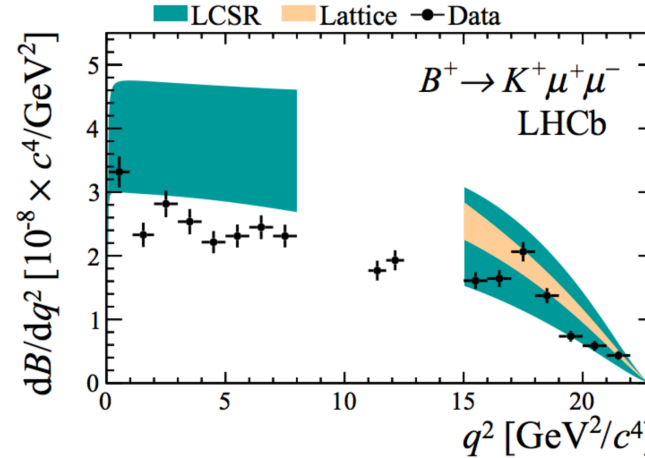 LCSR Lattice Data
B⁺ → K⁺ μ⁺ μ⁻
LHCb
dB/dq² [10⁻⁸ × c⁴/GeV²]
5
4
3
2
1
0
0 5 10 15 20
q² [GeV²/c⁴]